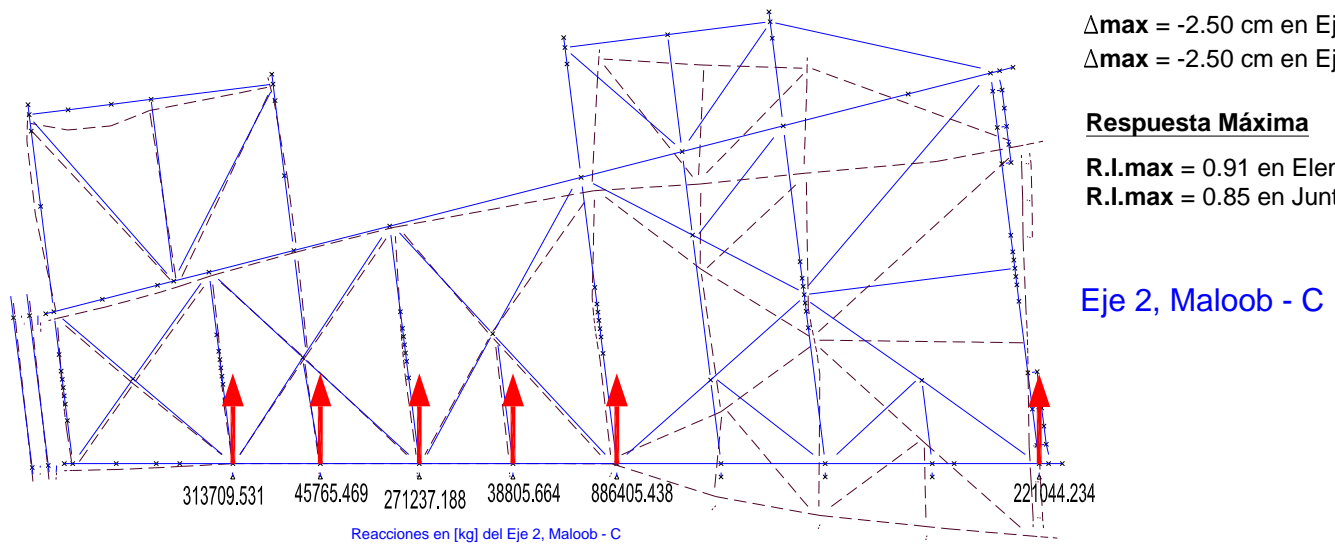 Δmax = -2.50 cm en Ej
Δmax = -2.50 cm en Ej
Respuesta Máxima
R.I.max = 0.91 en Eler
R.I.max = 0.85 en Junt
Eje 2, Maloob - C
313709.531 45765.469 271237.188 38805.664 886405.438 221044.234
Reacciones en [kg] del Eje 2, Maloob - C